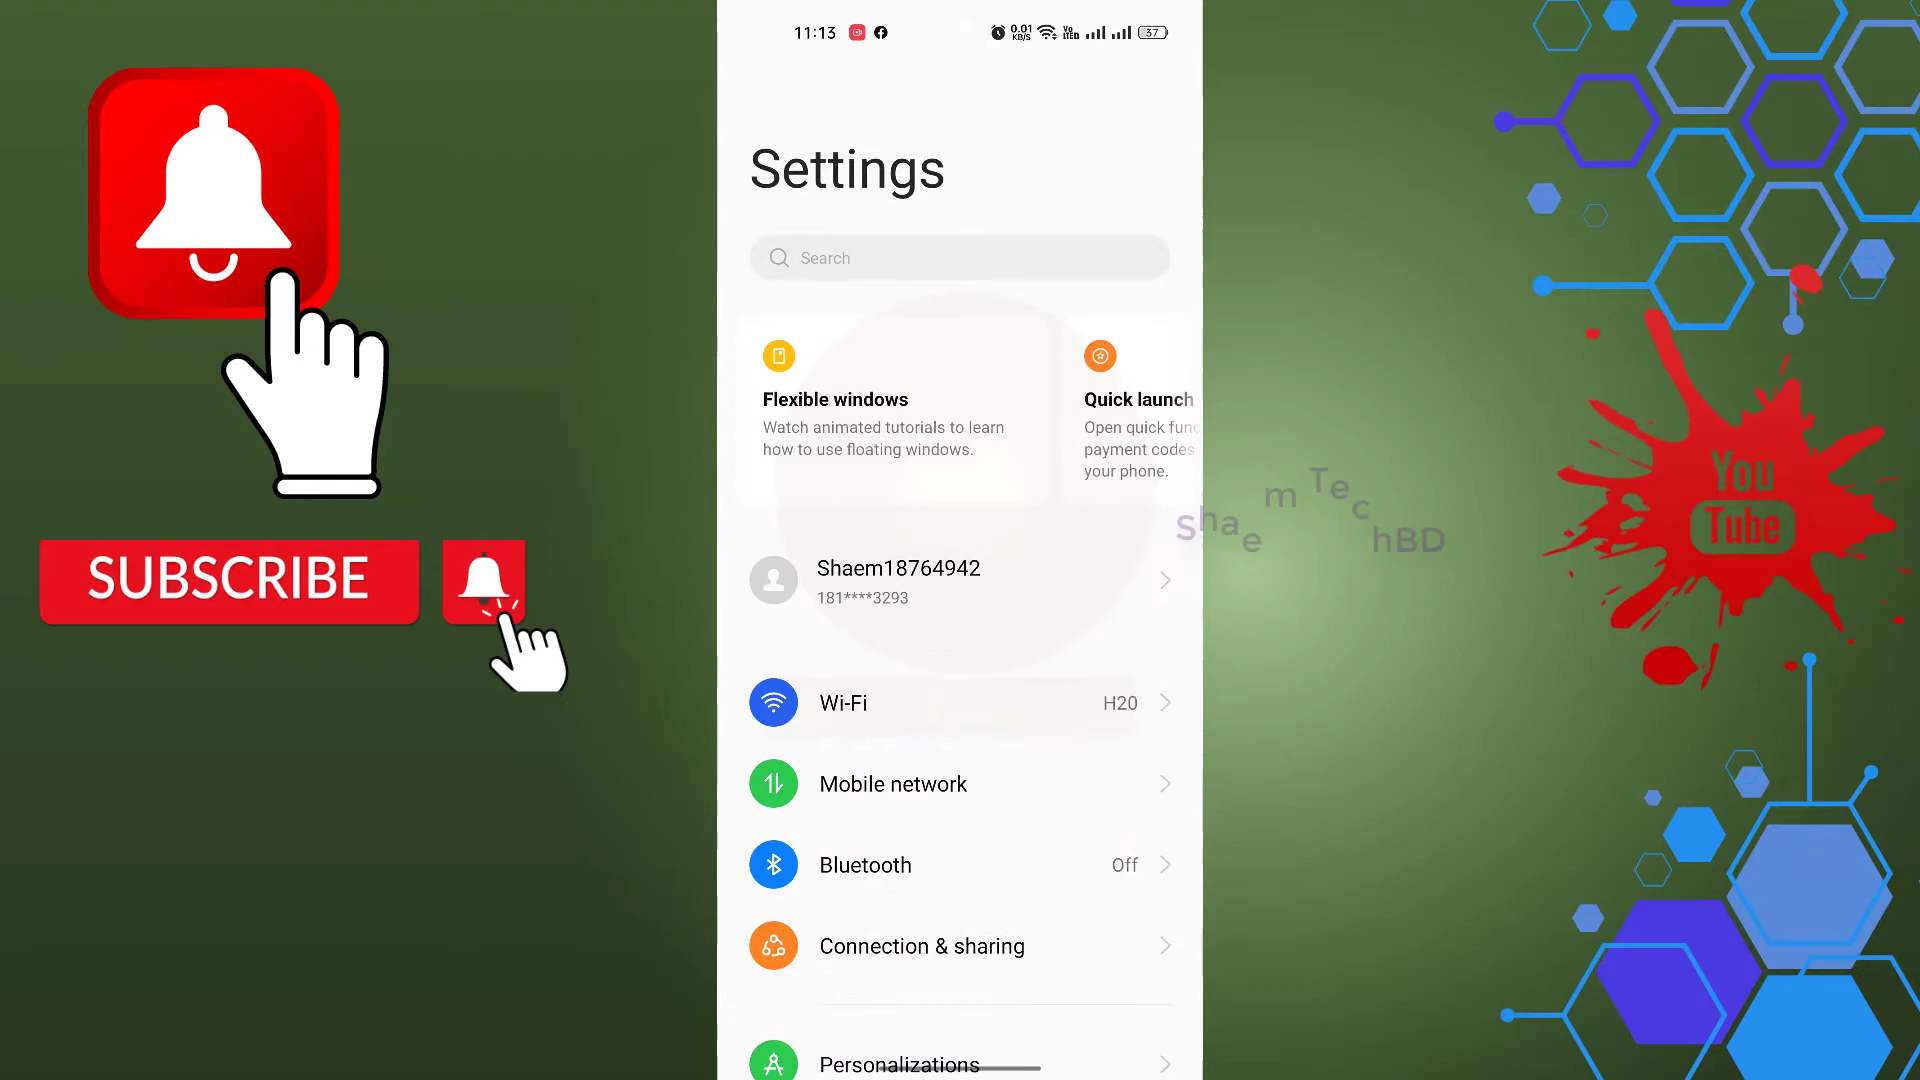 11:13
0.01
KB/S
Vo
LTE
37
Settings
Search
Flexible windows
Watch animated tutorials to learn
how to use floating windows.
Quick launch
Open quick func
payment codes
your phone.
Shaem18764942
181****3293
Wi-Fi
H20
Mobile network
Bluetooth
Off
Connection & sharing
Personalizations
SUBSCRIBE
Shaem TechBD
You
Tube